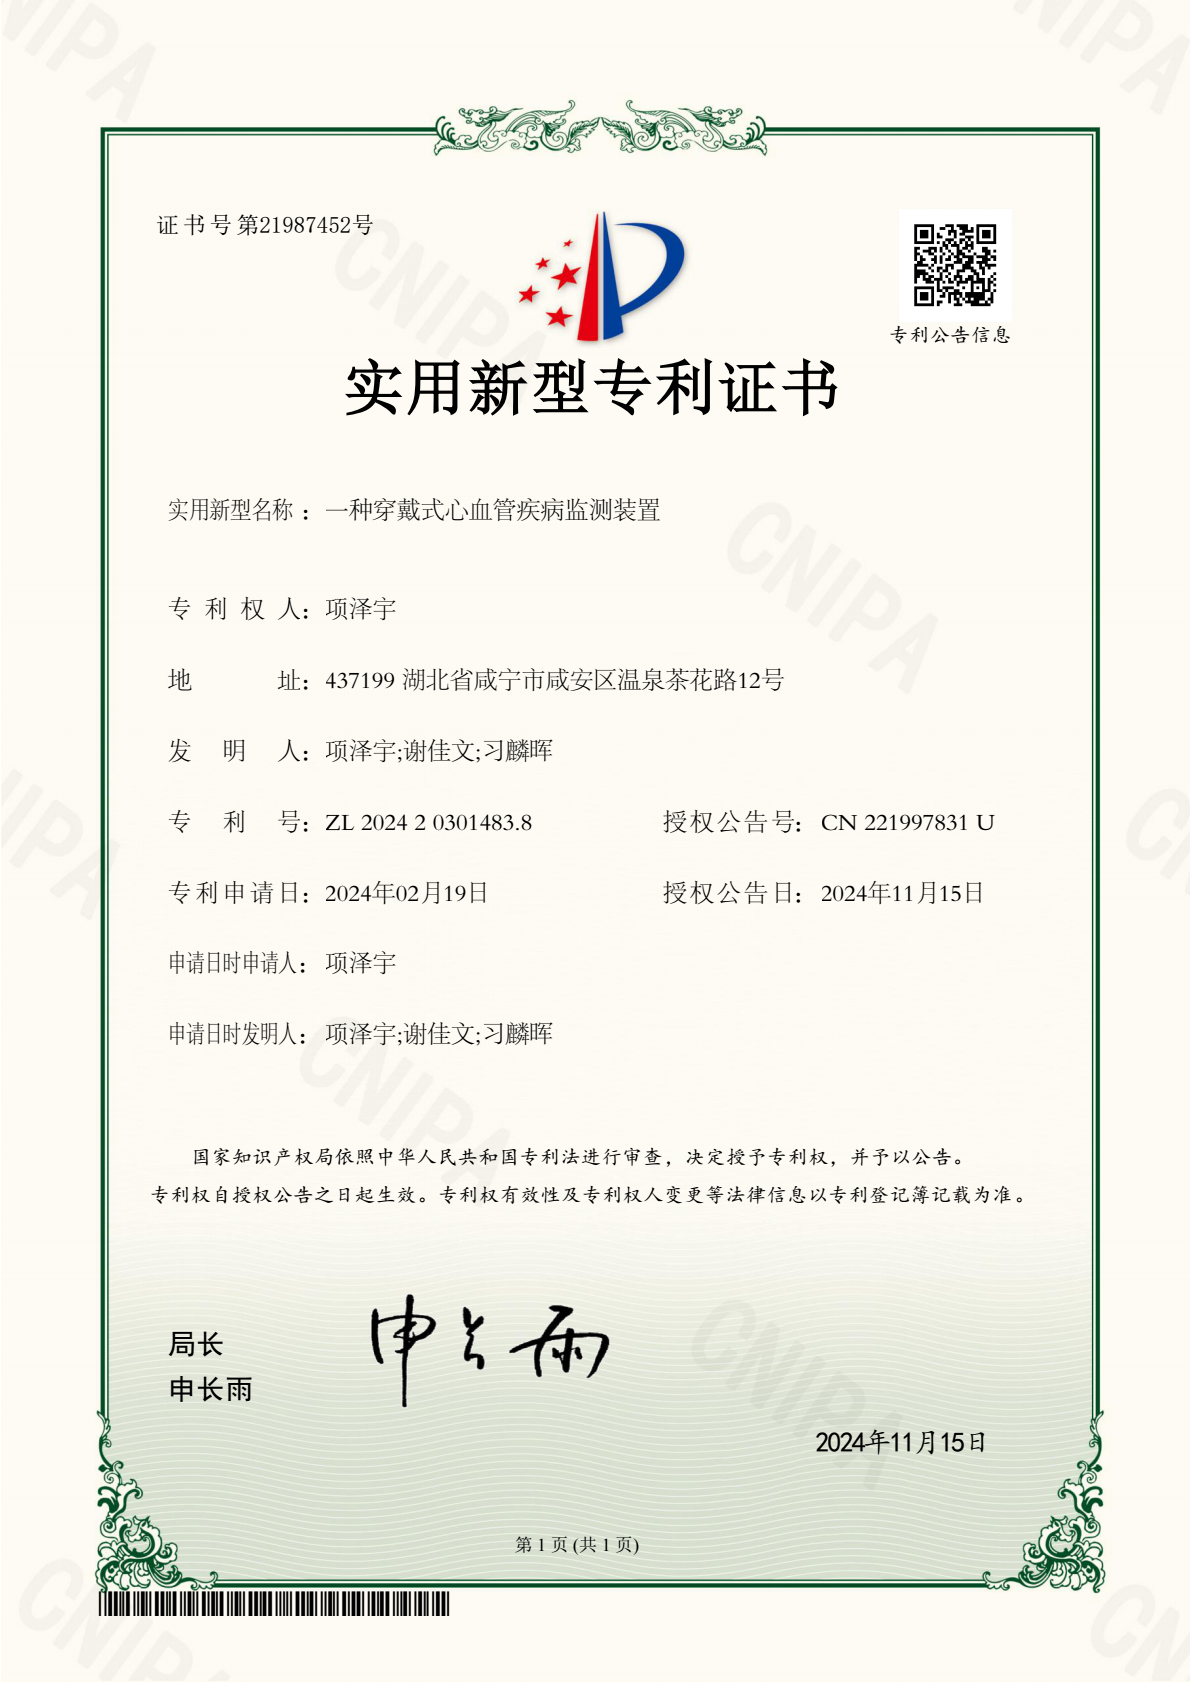 证书号第21987452号
专利公告信息
实用新型专利证书
实用新型名称：一种穿戴式心血管疾病监测装置
专利权人：项泽宇
地址：437199 湖北省咸宁市咸安区温泉茶花路12号
发明人：项泽宇;谢佳文;习麟晖
专利号：ZL 2024 2 0301483.8 授权公告号：CN 221997831 U
专利申请日：2024年02月19日 授权公告日：2024年11月15日
申请日时申请人：项泽宇
申请日时发明人：项泽宇;谢佳文;习麟晖
国家知识产权局依照中华人民共和国专利法进行审查，决定授予专利权，并予以公告。
专利权自授权公告之日起生效。专利权有效性及专利权人变更等法律信息以专利登记簿记载为准。
局长
申长雨
申长雨
2024年11月15日
第 1 页 (共 1 页)
CNIPA